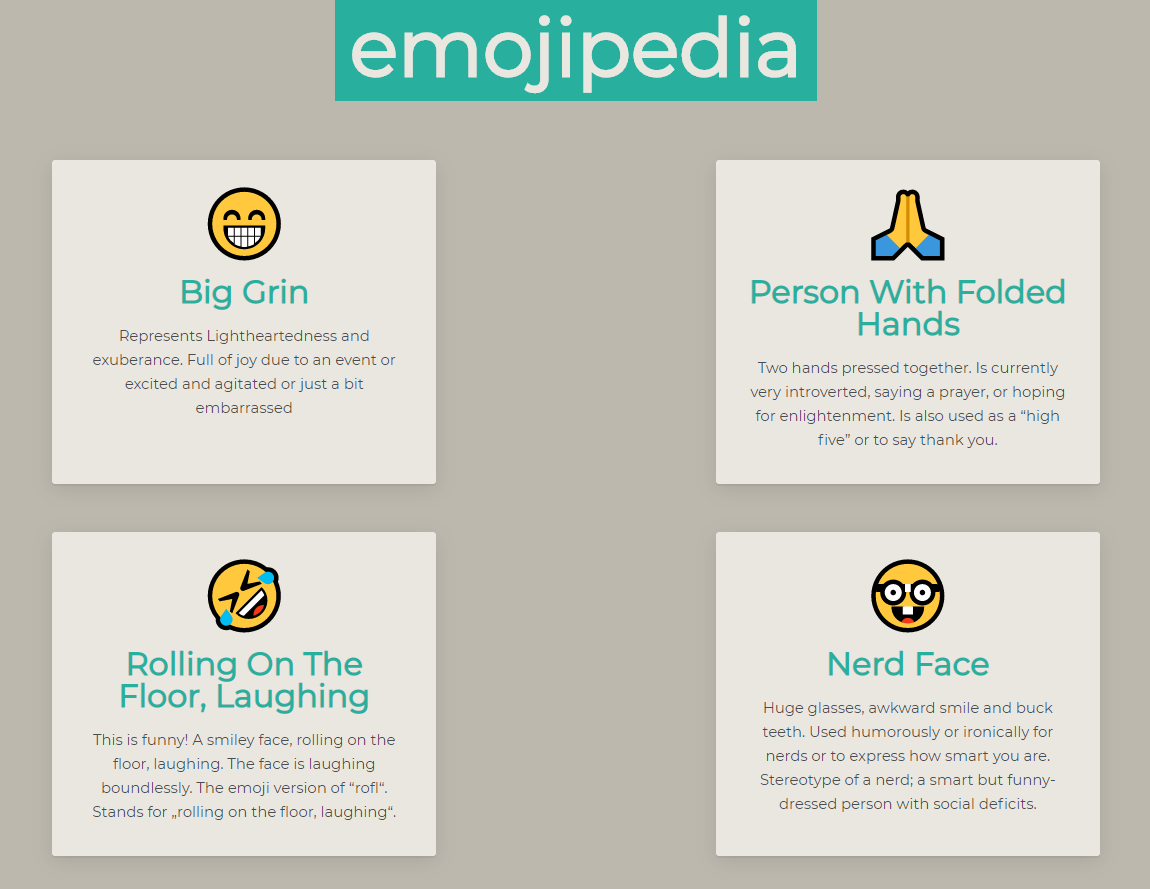 emojipedia
Big Grin
Represents Lightheartedness and
exuberance. Full of joy due to an event or
excited and agitated or just a bit
embarrassed
Person With Folded
Hands
Two hands pressed together. Is currently
very introverted, saying a prayer, or hoping
for enlightenment. Is also used as a “high
five” or to say thank you.
Rolling On The
Floor, Laughing
This is funny! A smiley face, rolling on the
floor, laughing. The face is laughing
boundlessly. The emoji version of “rofl“.
Stands for „rolling on the floor, laughing“.
Nerd Face
Huge glasses, awkward smile and buck
teeth. Used humorously or ironically for
nerds or to express how smart you are.
Stereotype of a nerd; a smart but funny-
dressed person with social deficits.